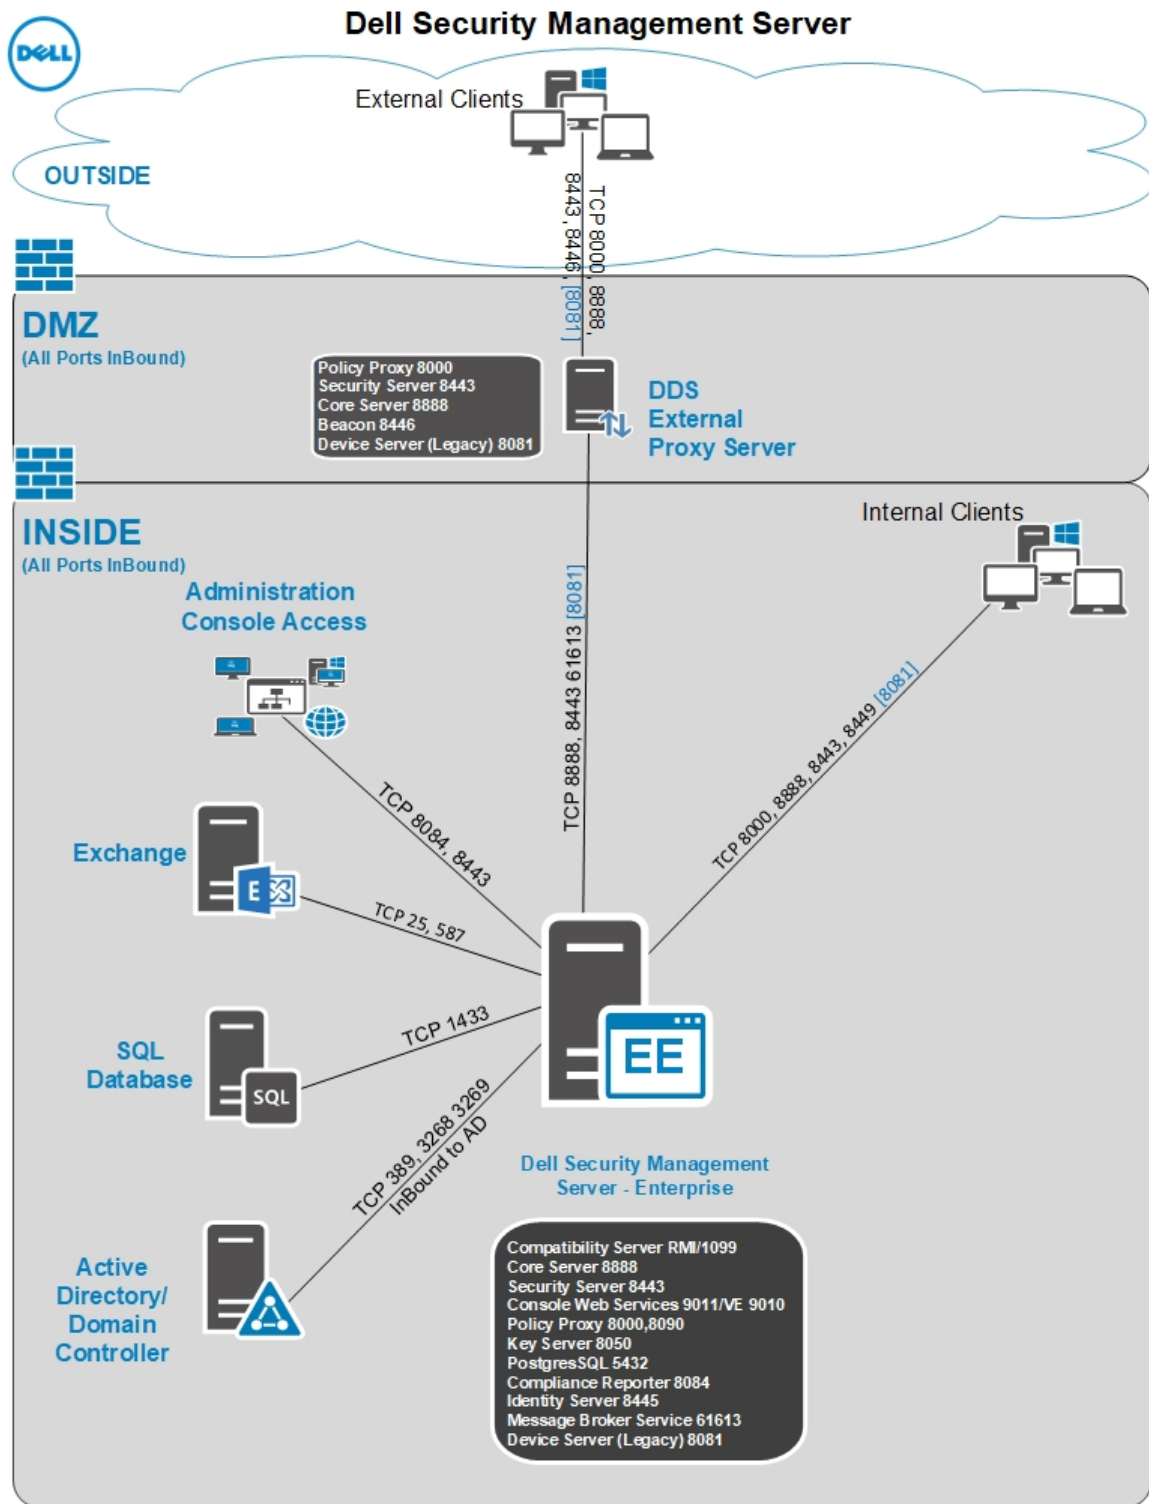 Dell Security Management Server
DELL
External Clients
OUTSIDE
TCP 8000, 8888,
8443, 8446, [8081]
DMZ
(All Ports InBound)
Policy Proxy 8000
Security Server 8443
Core Server 8888
Beacon 8446
Device Server (Legacy) 8081
DDS
External
Proxy Server
INSIDE
(All Ports InBound)
Internal Clients
Administration
Console Access
TCP 8888, 8443 61613 [8081]
TCP 8000, 8888, 8443, 8449 [8081]
TCP 8084, 8443
Exchange
E
TCP 25, 587
SQL
Database
SQL
TCP 1433
EE
TCP 389, 3268 3269
InBound to AD
Dell Security Management
Server - Enterprise
Active
Directory/
Domain
Controller
Compatibility Server RMI/1099
Core Server 8888
Security Server 8443
Console Web Services 9011/VE 9010
Policy Proxy 8000,8090
Key Server 8050
PostgresSQL 5432
Compliance Reporter 8084
Identity Server 8445
Message Broker Service 61613
Device Server (Legacy) 8081